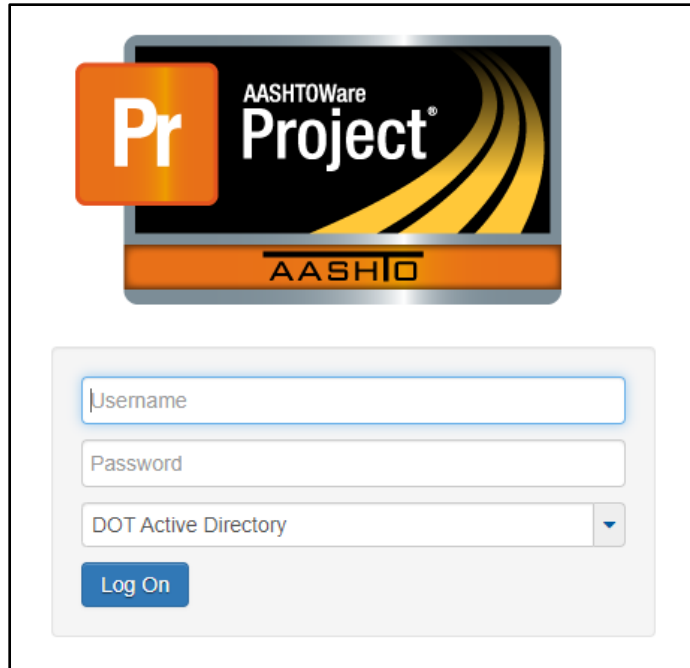 Pr
AASHTOWare
Project®
AASHTO
Username
Password
DOT Active Directory
Log On